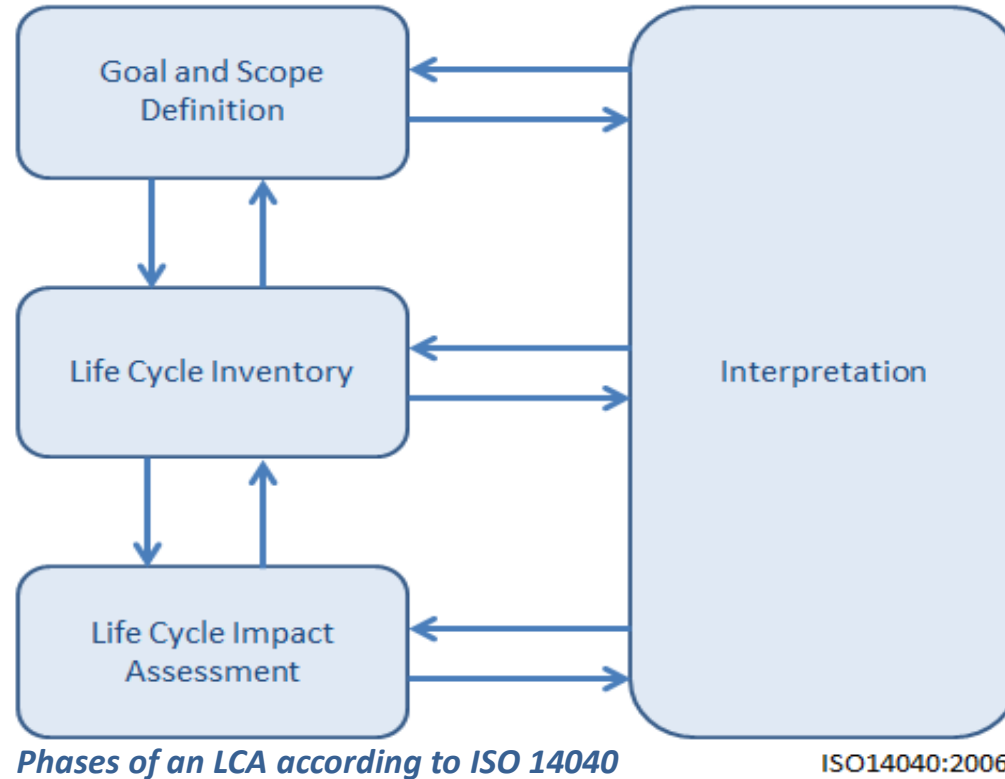 Goal and Scope
Definition
Life Cycle Inventory
Interpretation
Life Cycle Impact
Assessment
Phases of an LCA according to ISO 14040
ISO14040:2006